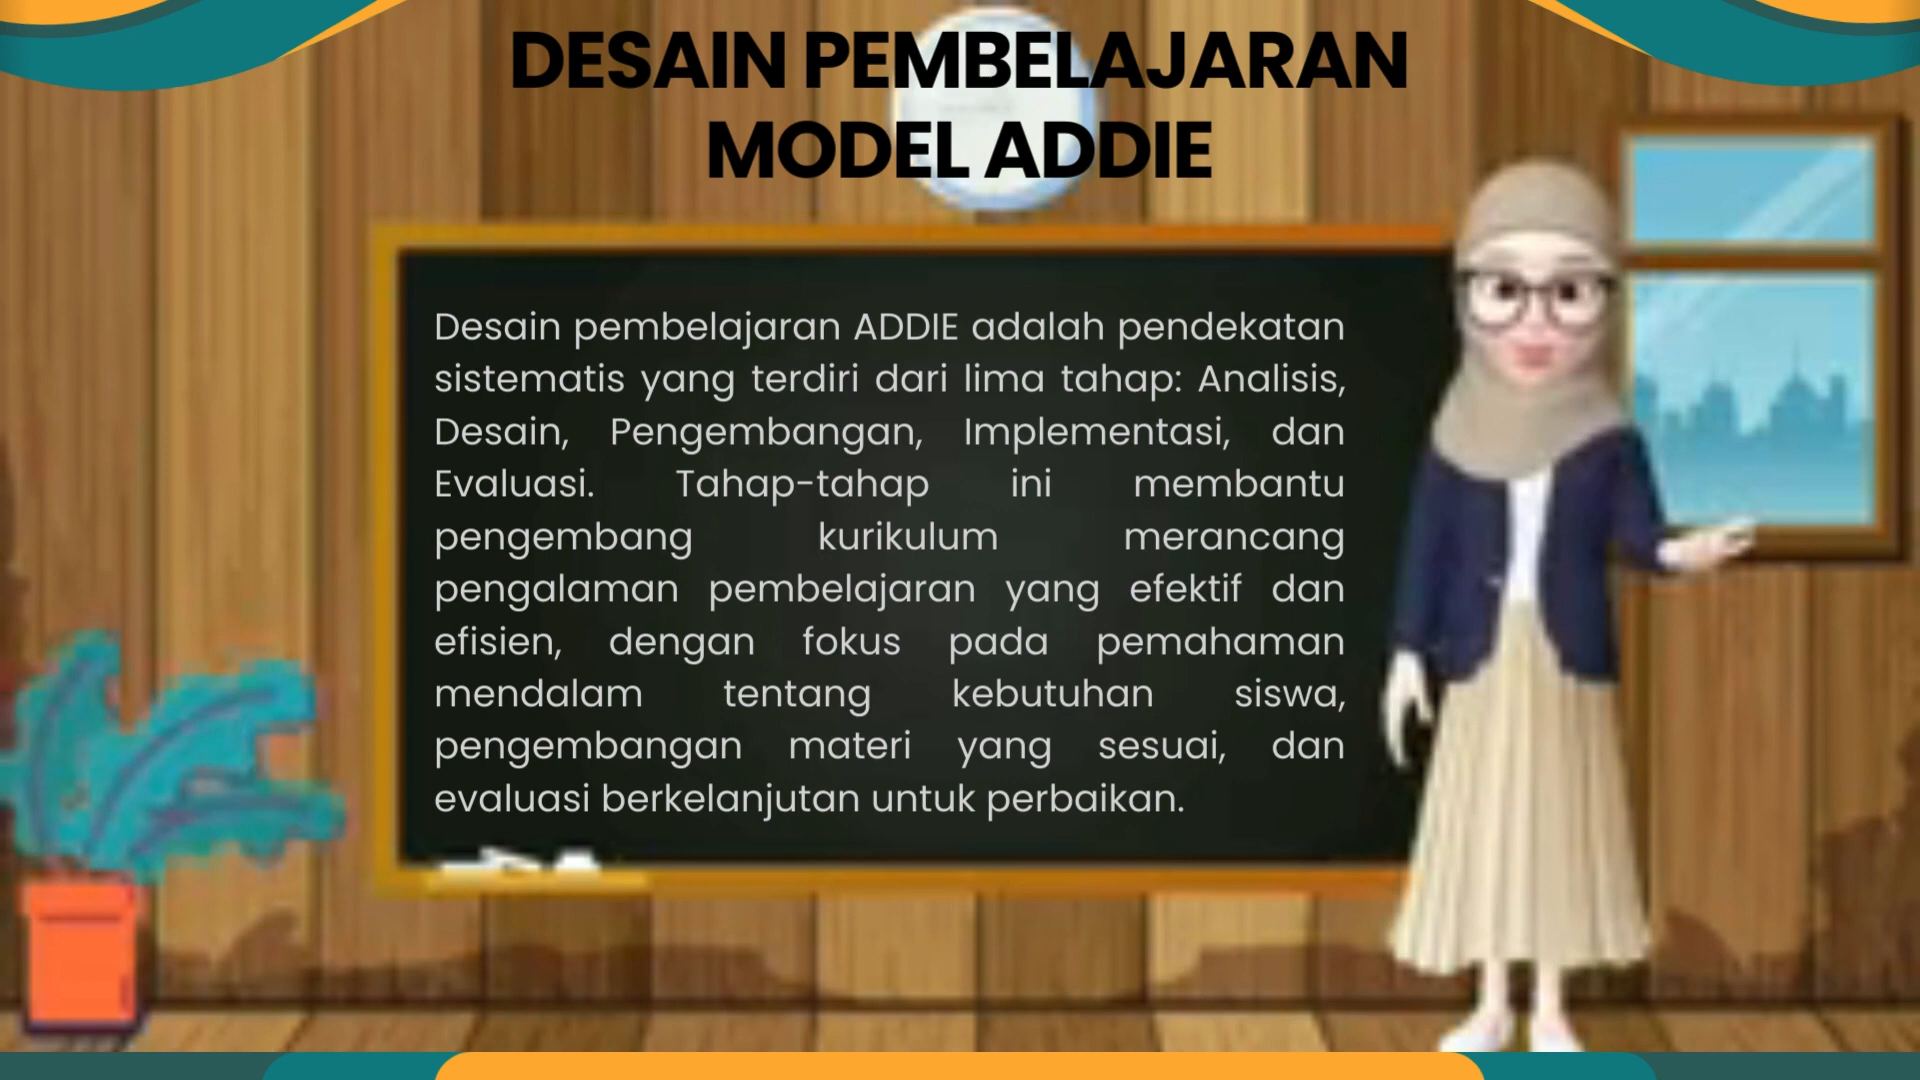 DESAIN PEMBELAJARAN
MODEL ADDIE
Desain pembelajaran ADDIE adalah pendekatan
sistematis yang terdiri dari lima tahap: Analisis,
Desain, Pengembangan, Implementasi, dan
Evaluasi. Tahap-tahap ini membantu
pengembang kurikulum merancang
pengalaman pembelajaran yang efektif dan
efisien, dengan fokus pada pemahaman
mendalam tentang kebutuhan siswa,
pengembangan materi yang sesuai, dan
evaluasi berkelanjutan untuk perbaikan.